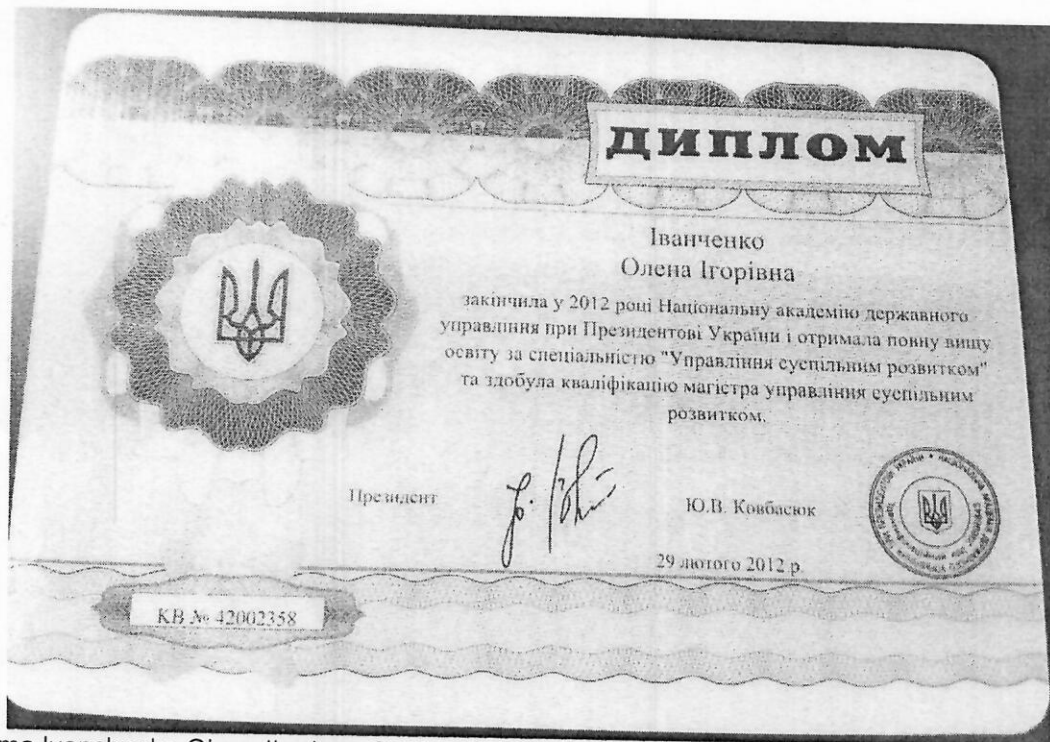 ДИПЛОМ
Іванченко
Олена Ігорівна
закінчила у 2012 році Національну академію державного
управління при Президентові України і отримала повну вищу
освіту за спеціальністю "Управління суспільним розвитком"
та здобула кваліфікацію магістра управління суспільним
розвитком.
Президент
Ю.В. Ковбасюк
29 лютого 2012 р.
КВ № 42002358